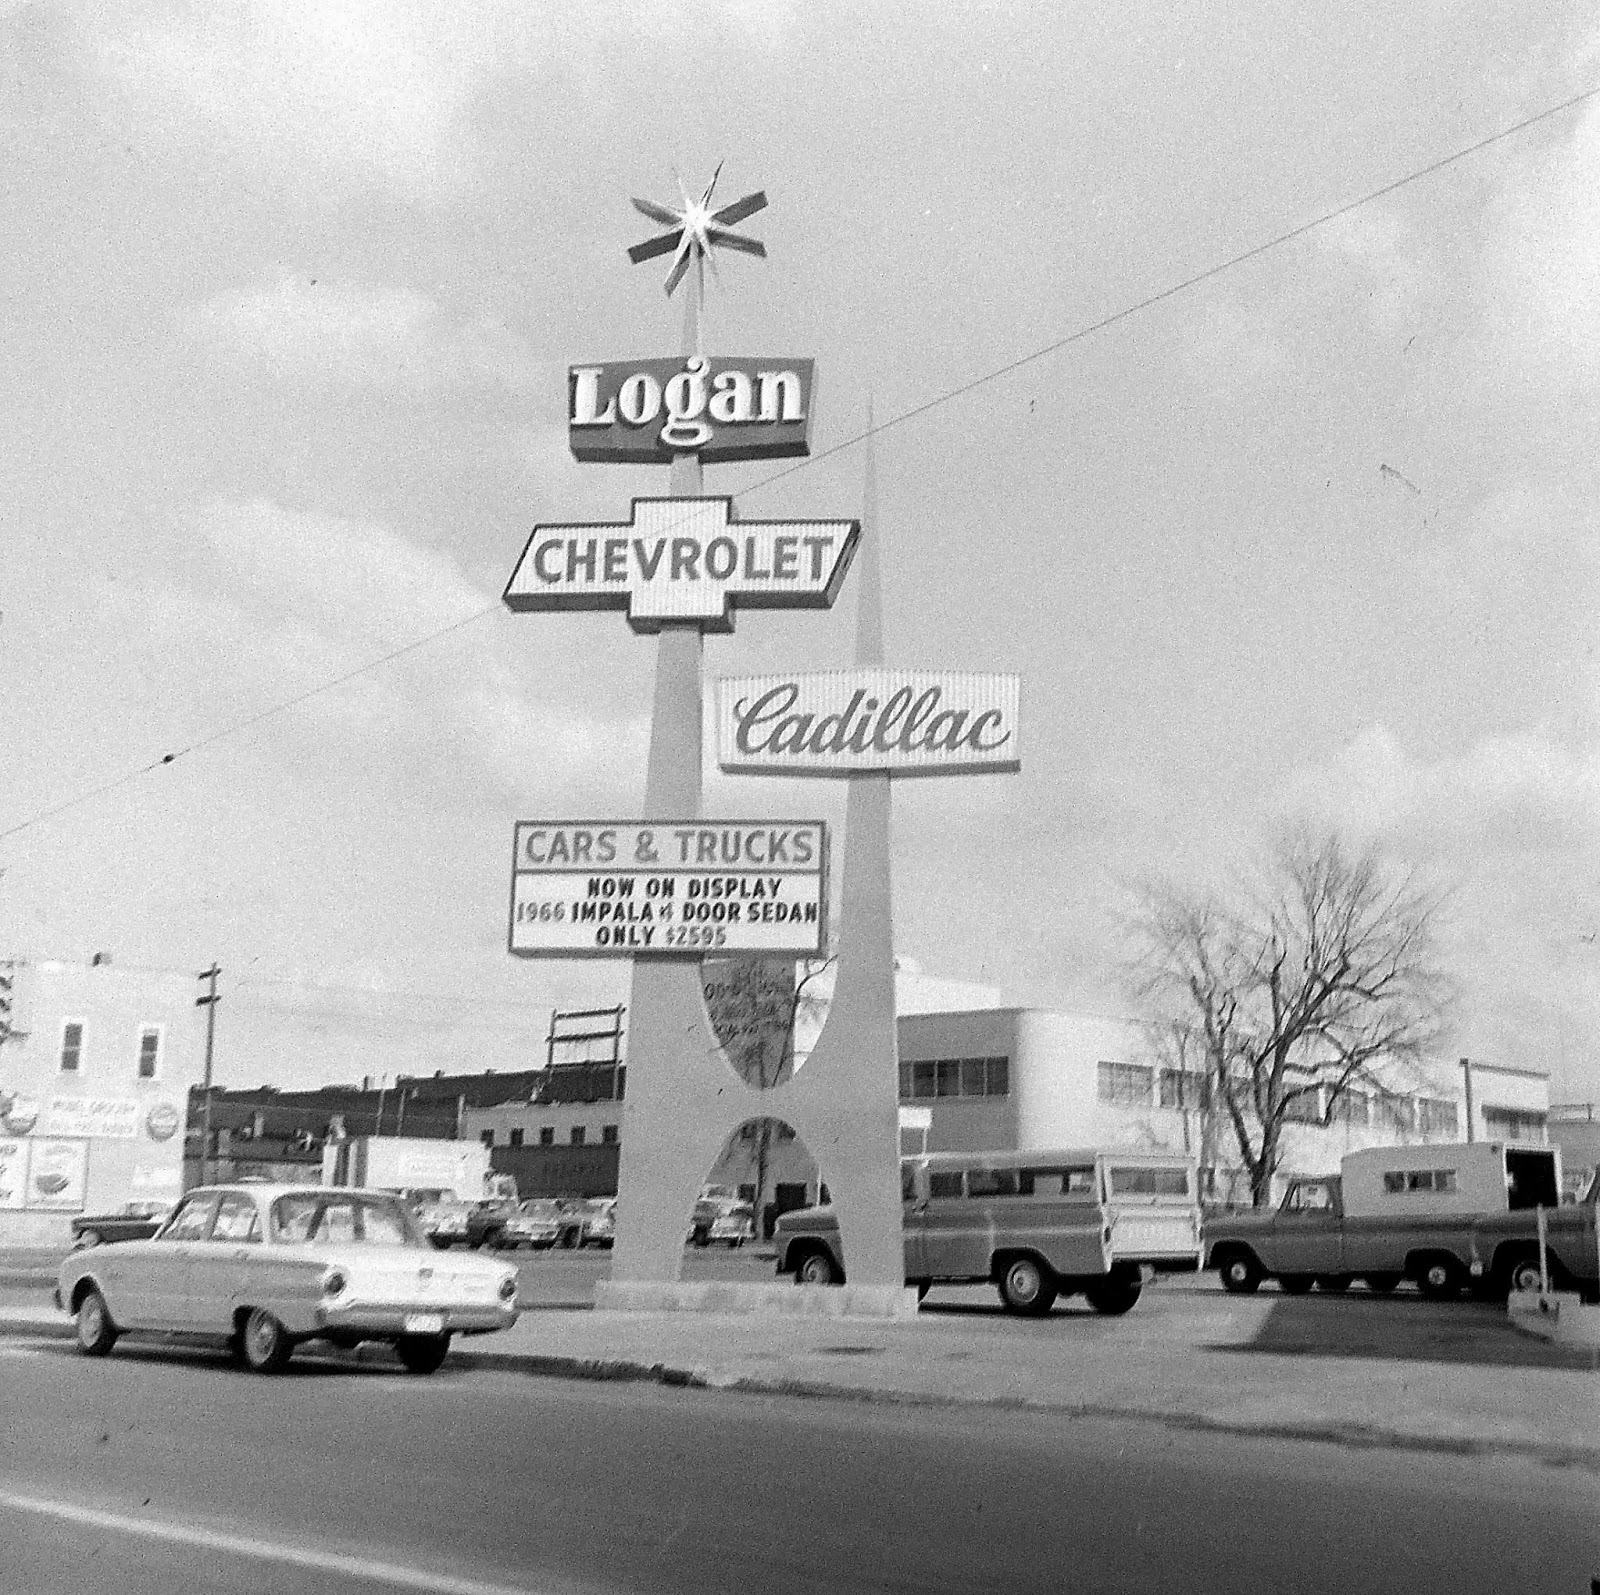 Logan
CHEVROLET
Cadillac
CARS & TRUCKS
NOW ON DISPLAY
1966 IMPALA 4 DOOR SEDAN
ONLY $2595